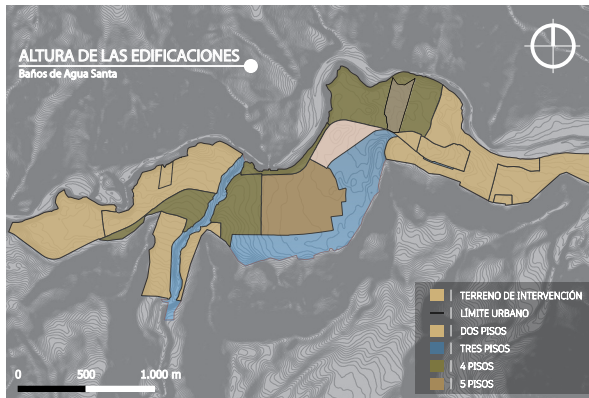 ALTURA DE LAS EDIFICACIONES
Baños de Agua Santa
TERRENO DE INTERVENCIÓN
LÍMITE URBANO
DOS PISOS
TRES PISOS
4 PISOS
5 PISOS
0 500 1.000 m